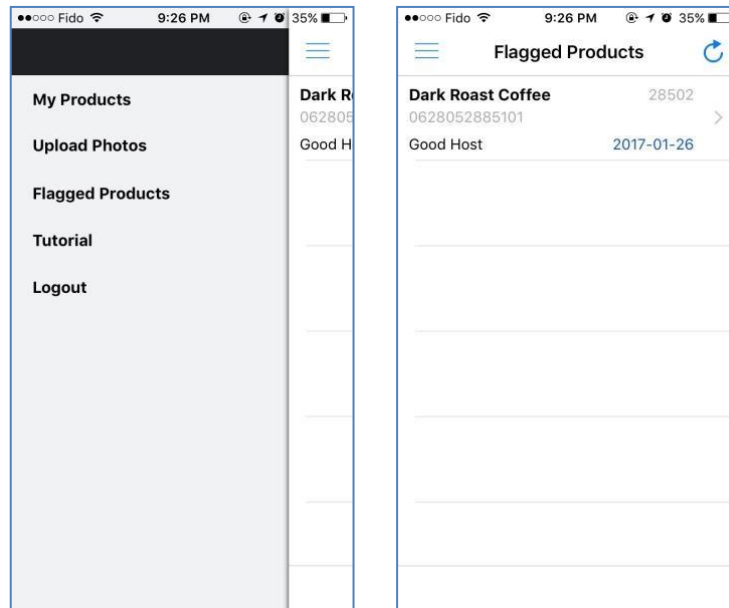 Fido 9:26 PM 35%
My Products
Upload Photos
Flagged Products
Tutorial
Logout
Dark R
062805
Good H
Fido 9:26 PM 35%
Flagged Products
Dark Roast Coffee 28502
0628052885101
Good Host 2017-01-26